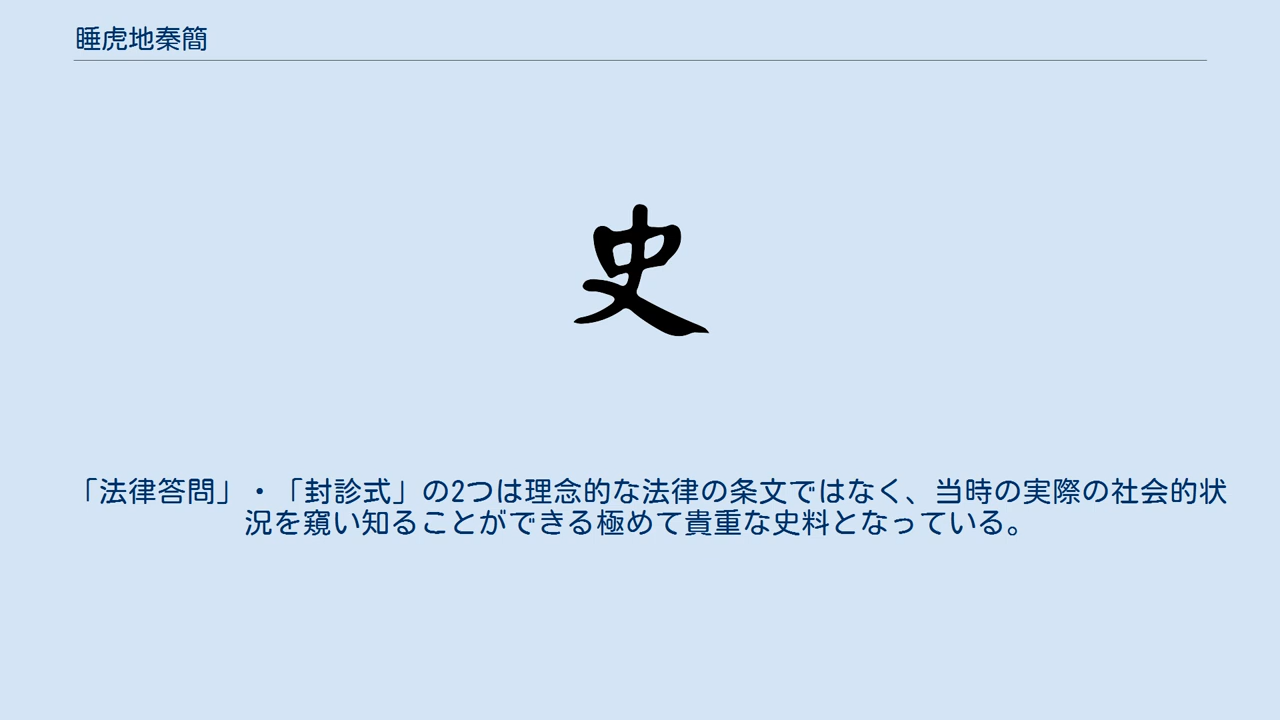 睡虎地秦簡
史
「法律答問」・「封診式」の2つは理念的な法律の条文ではなく、当時の実際の社会的状
況を窺い知ることができる極めて貴重な史料となっている。